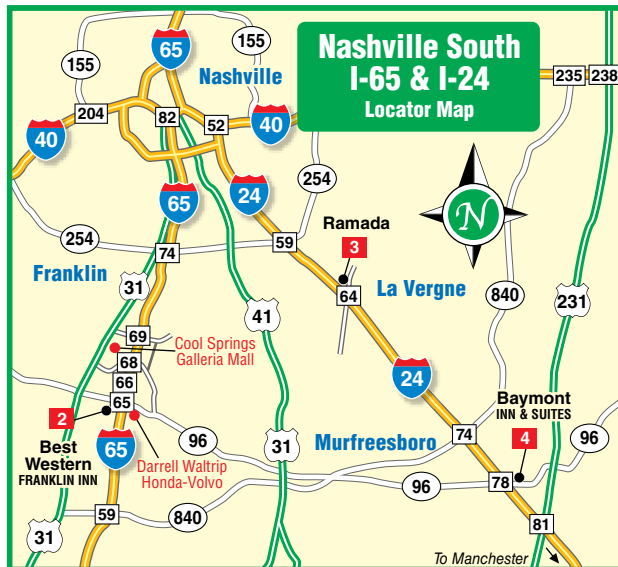 Nashville South
I-65 & I-24
Locator Map
65
155
155
Nashville
235
238
204
82
52
40
40
65
24
254
N
254
59
Ramada
3
74
Franklin
31
64
La Vergne
840
231
41
69
Cool Springs
Galleria Mall
68
66
65
24
2
Baymont
INN & SUITES
Best
Western
FRANKLIN INN
65
96
Darrell Waltrip
Honda-Volvo
31
Murfreesboro
74
4
96
78
96
59
840
31
81
To Manchester